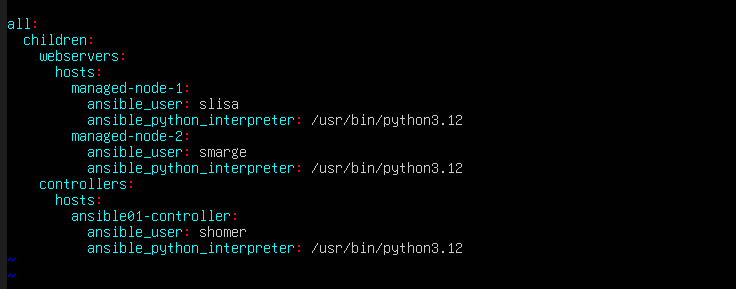 all:
  children:
    webservers:
      hosts:
        managed-node-1:
          ansible_user: slisa
          ansible_python_interpreter: /usr/bin/python3.12
        managed-node-2:
          ansible_user: smarge
          ansible_python_interpreter: /usr/bin/python3.12
    controllers:
      hosts:
        ansible01-controller:
          ansible_user: shomer
          ansible_python_interpreter: /usr/bin/python3.12
~
~